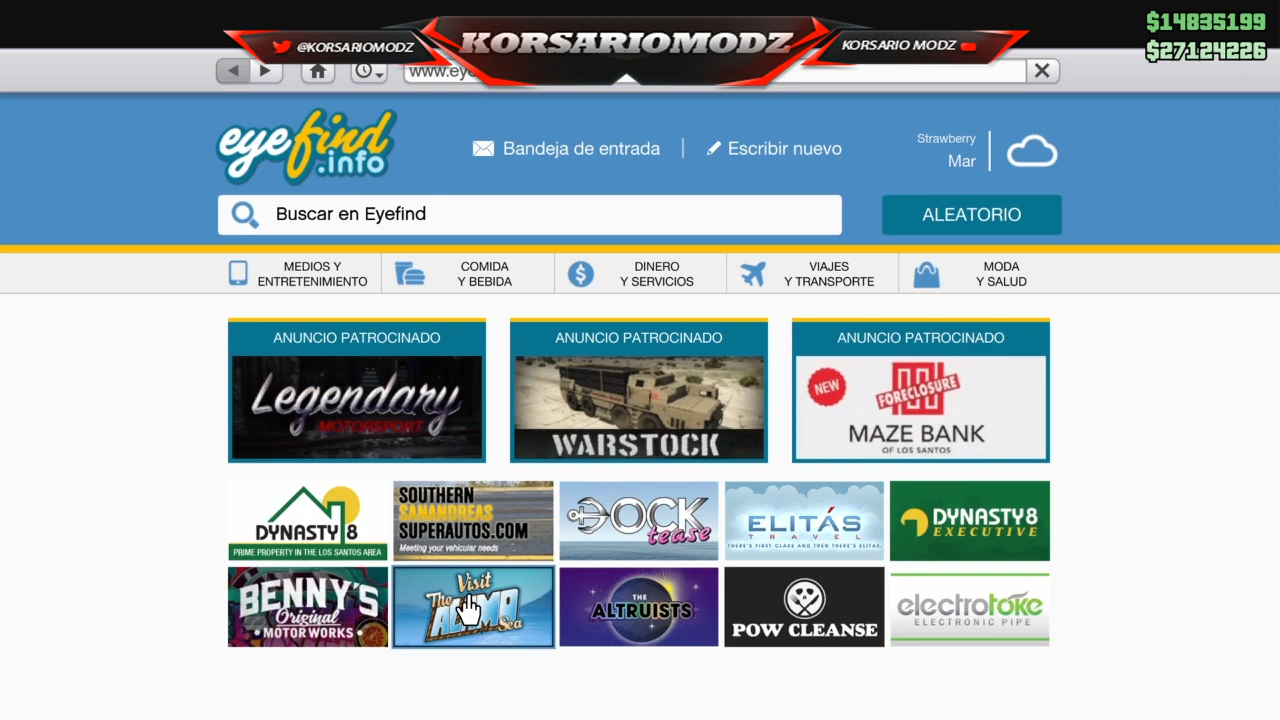 $14835199
$27124226
@KORSARIOMODZ
KORSARIOMODZ
KORSARIO MODZ
www.eye
eyefind
.info
Bandeja de entrada
Escribir nuevo
Strawberry
Mar
Buscar en Eyefind
ALEATORIO
MEDIOS Y
ENTRETENIMIENTO
COMIDA
Y BEBIDA
DINERO
Y SERVICIOS
VIAJES
Y TRANSPORTE
MODA
Y SALUD
ANUNCIO PATROCINADO
Legendary
MOTORSPORT
ANUNCIO PATROCINADO
WARSTOCK
ANUNCIO PATROCINADO
NEW
FORECLOSURE
MAZE BANK
OF LOS SANTOS
DYNASTY 8
PRIME PROPERTY IN THE LOS SANTOS AREA
SOUTHERN
SANANDREAS
SUPERAUTOS.COM
Meeting your vehicular needs
DOCK
tease
ELITÁS
TRAVEL
THERE'S FIRST CLASS AND THEN THERE'S ELITAS
DYNASTY8
EXECUTIVE
BENNY'S
Original
MOTOR WORKS
Visit
The
Sea
THE
ALTRUISTS
POW CLEANSE
electrotoke
ELECTRONIC PIPE